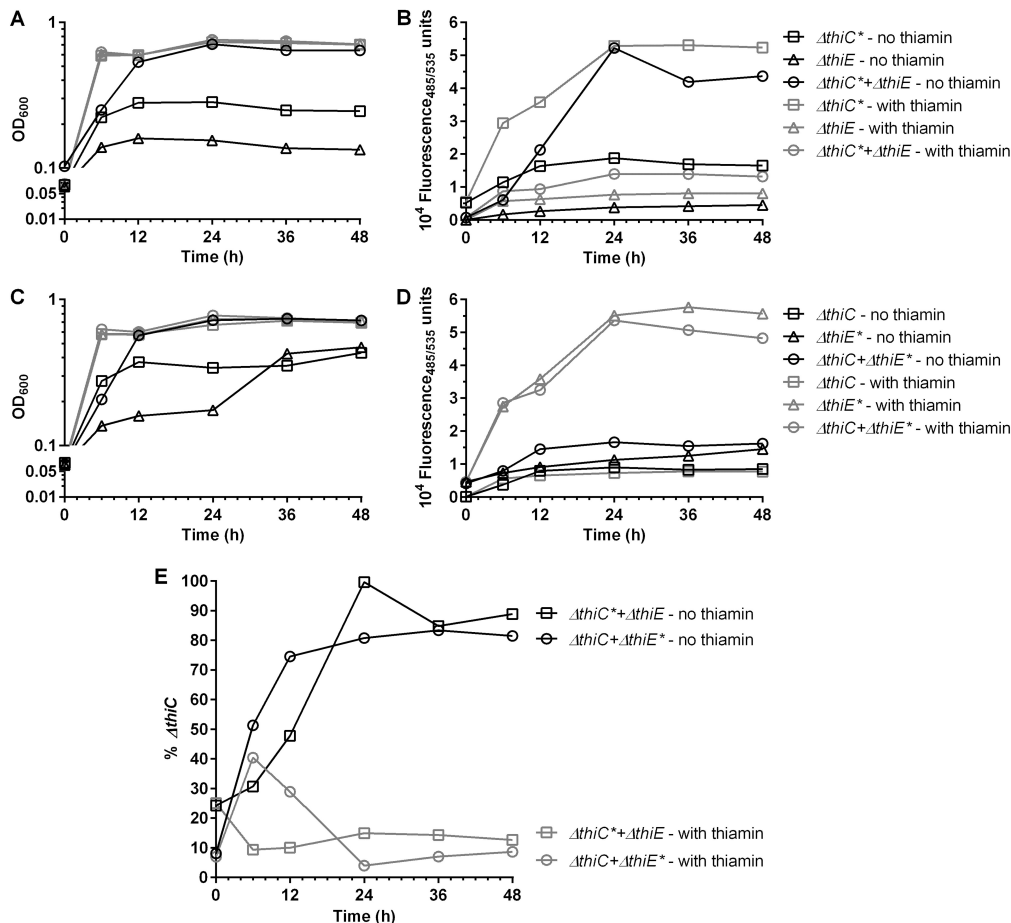 A
1
0.1
0.05
0.01
OD600
0 12 24 36 48
Time (h)
B
6
5
4
3
2
1
0
10^4 Fluorescence485/535 units
0 12 24 36 48
Time (h)
ΔthiC* - no thiamin
ΔthiE - no thiamin
ΔthiC*+ΔthiE - no thiamin
ΔthiC* - with thiamin
ΔthiE - with thiamin
ΔthiC*+ΔthiE - with thiamin
C
1
0.1
0.05
0.01
OD600
0 12 24 36 48
Time (h)
D
6
5
4
3
2
1
0
10^4 Fluorescence485/535 units
0 12 24 36 48
Time (h)
ΔthiC - no thiamin
ΔthiE* - no thiamin
ΔthiC+ΔthiE* - no thiamin
ΔthiC - with thiamin
ΔthiE* - with thiamin
ΔthiC+ΔthiE* - with thiamin
E
100
90
80
70
60
50
40
30
20
10
0
% ΔthiC
0 12 24 36 48
Time (h)
ΔthiC*+ΔthiE - no thiamin
ΔthiC+ΔthiE* - no thiamin
ΔthiC*+ΔthiE - with thiamin
ΔthiC+ΔthiE* - with thiamin